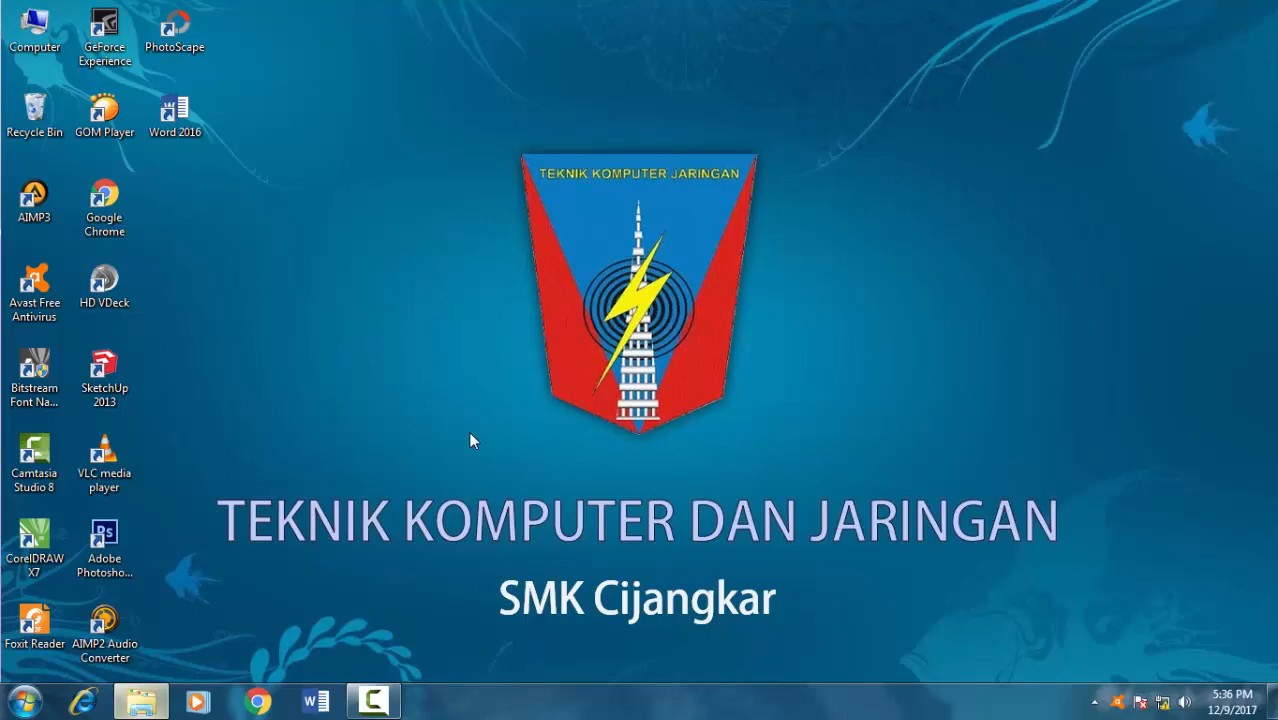 Computer
GeForce
Experience
PhotoScape
Recycle Bin
GOM Player
Word 2016
AIMP3
Google
Chrome
Avast Free
Antivirus
HD VDeck
Bitstream
Font Na...
SketchUp
2013
Camtasia
Studio 8
VLC media
player
CorelDRAW
X7
Adobe
Photosho...
Foxit Reader
AIMP2 Audio
Converter
TEKNIK KOMPUTER JARINGAN
TEKNIK KOMPUTER DAN JARINGAN
SMK Cijangkar
5:36 PM
12/9/2017